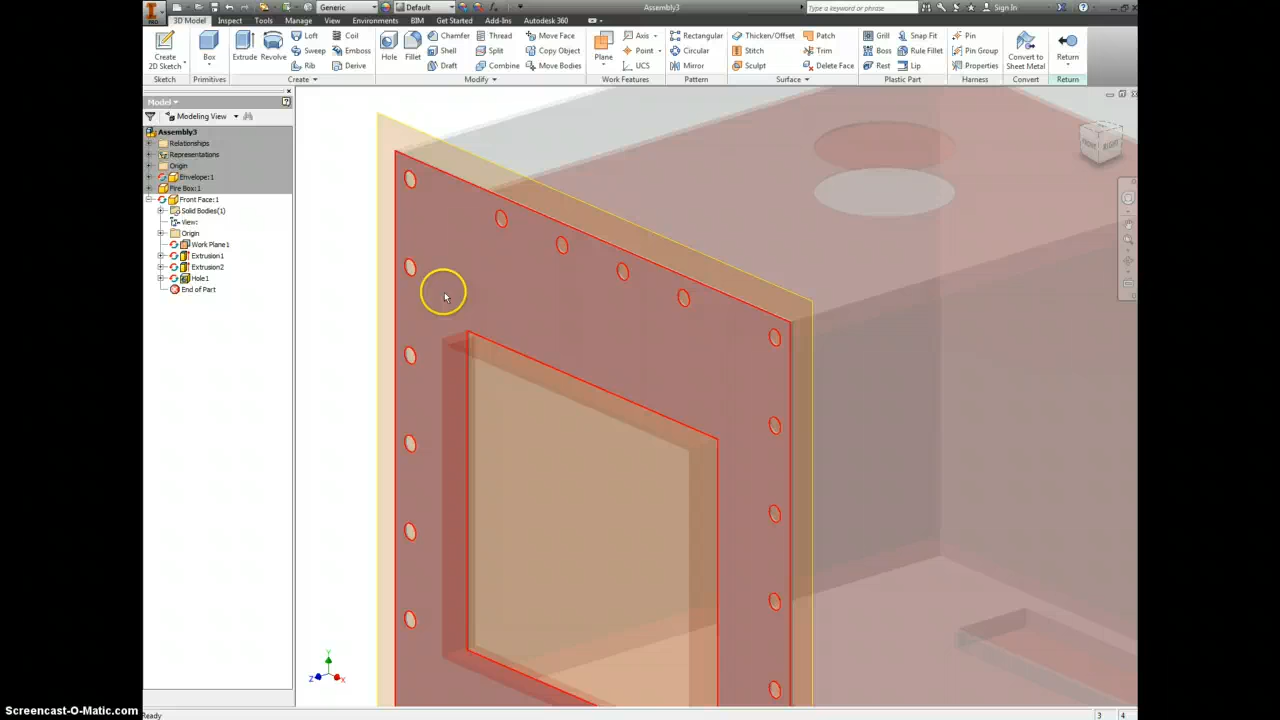 Generic
Default
Assembly3
Type a keyword or phrase
Sign In
PRO
3D Model Inspect Tools Manage View Environments BIM Get Started Add-Ins Autodesk 360
Create
2D Sketch
Box
Extrude
Revolve
Loft
Sweep
Rib
Coil
Emboss
Derive
Hole
Fillet
Chamfer
Shell
Draft
Thread
Split
Combine
Move Face
Copy Object
Move Bodies
Plane
Axis
Point
UCS
Rectangular
Circular
Mirror
Thicken/Offset
Stitch
Sculpt
Patch
Trim
Delete Face
Grill
Boss
Rest
Snap Fit
Rule Fillet
Lip
Pin
Pin Group
Properties
Convert to
Sheet Metal
Return
Sketch Primitives Create Modify Work Features Pattern Surface Plastic Part Harness Convert Return
Model
Modeling View
Assembly3
Relationships
Representations
Origin
Envelope:1
Fire Box:1
Front Face:1
Solid Bodies(1)
View:
Origin
Work Plane1
Extrusion1
Extrusion2
Hole1
End of Part
FRONT
RIGHT
Y
Z
X
Screencast-O-Matic.com
Ready
3
4